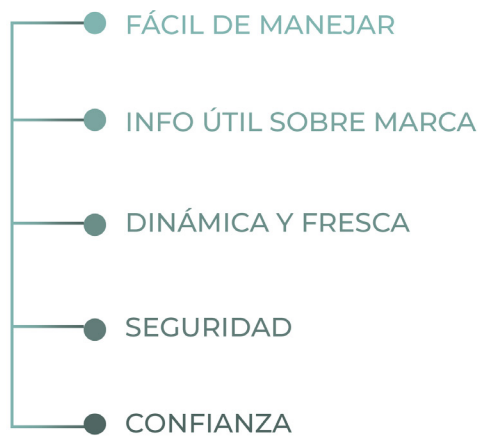 FÁCIL DE MANEJAR
INFO ÚTIL SOBRE MARCA
DINÁMICA Y FRESCA
SEGURIDAD
CONFIANZA